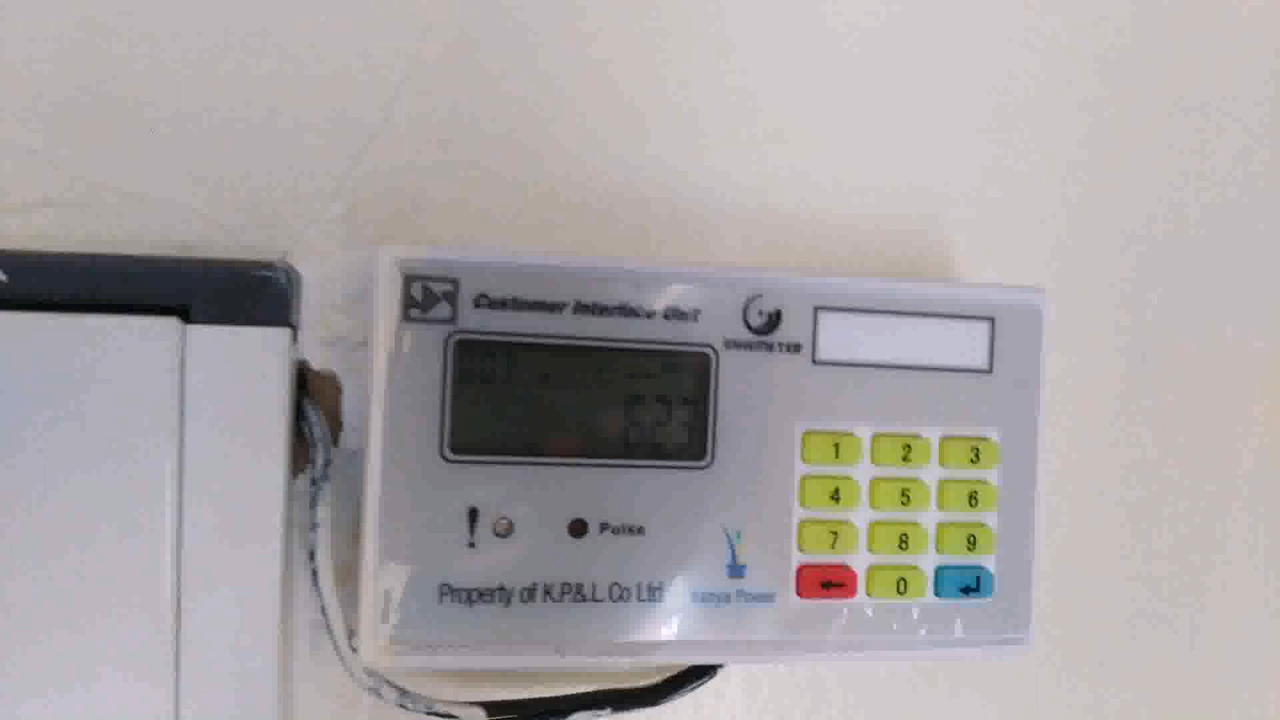 Customer Interface Unit
1 2 3
4 5 6
7 8 9
0
! Pulse
Property of K.P.& L. Co Ltd
Kenya Power